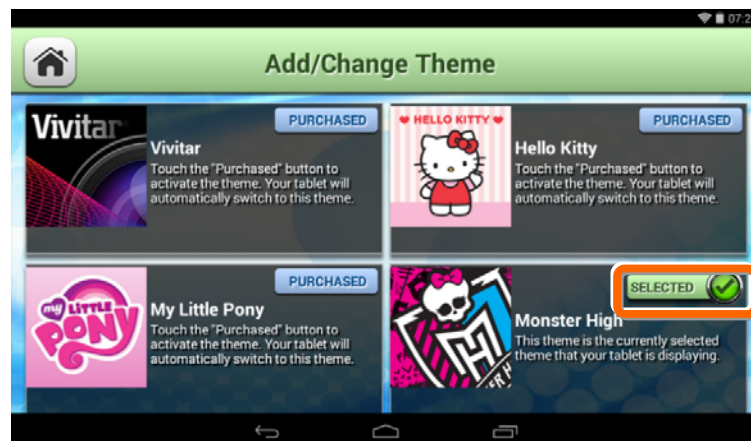 07:2
Add/Change Theme
Vivitar
PURCHASED
Vivitar
Touch the "Purchased" button to
activate the theme. Your tablet will
automatically switch to this theme.
HELLO KITTY
PURCHASED
Hello Kitty
Touch the "Purchased" button to
activate the theme. Your tablet will
automatically switch to this theme.
my LITTLE
PONY
PURCHASED
My Little Pony
Touch the "Purchased" button to
activate the theme. Your tablet will
automatically switch to this theme.
SELECTED
Monster High
This theme is the currently selected
theme that your tablet is displaying.